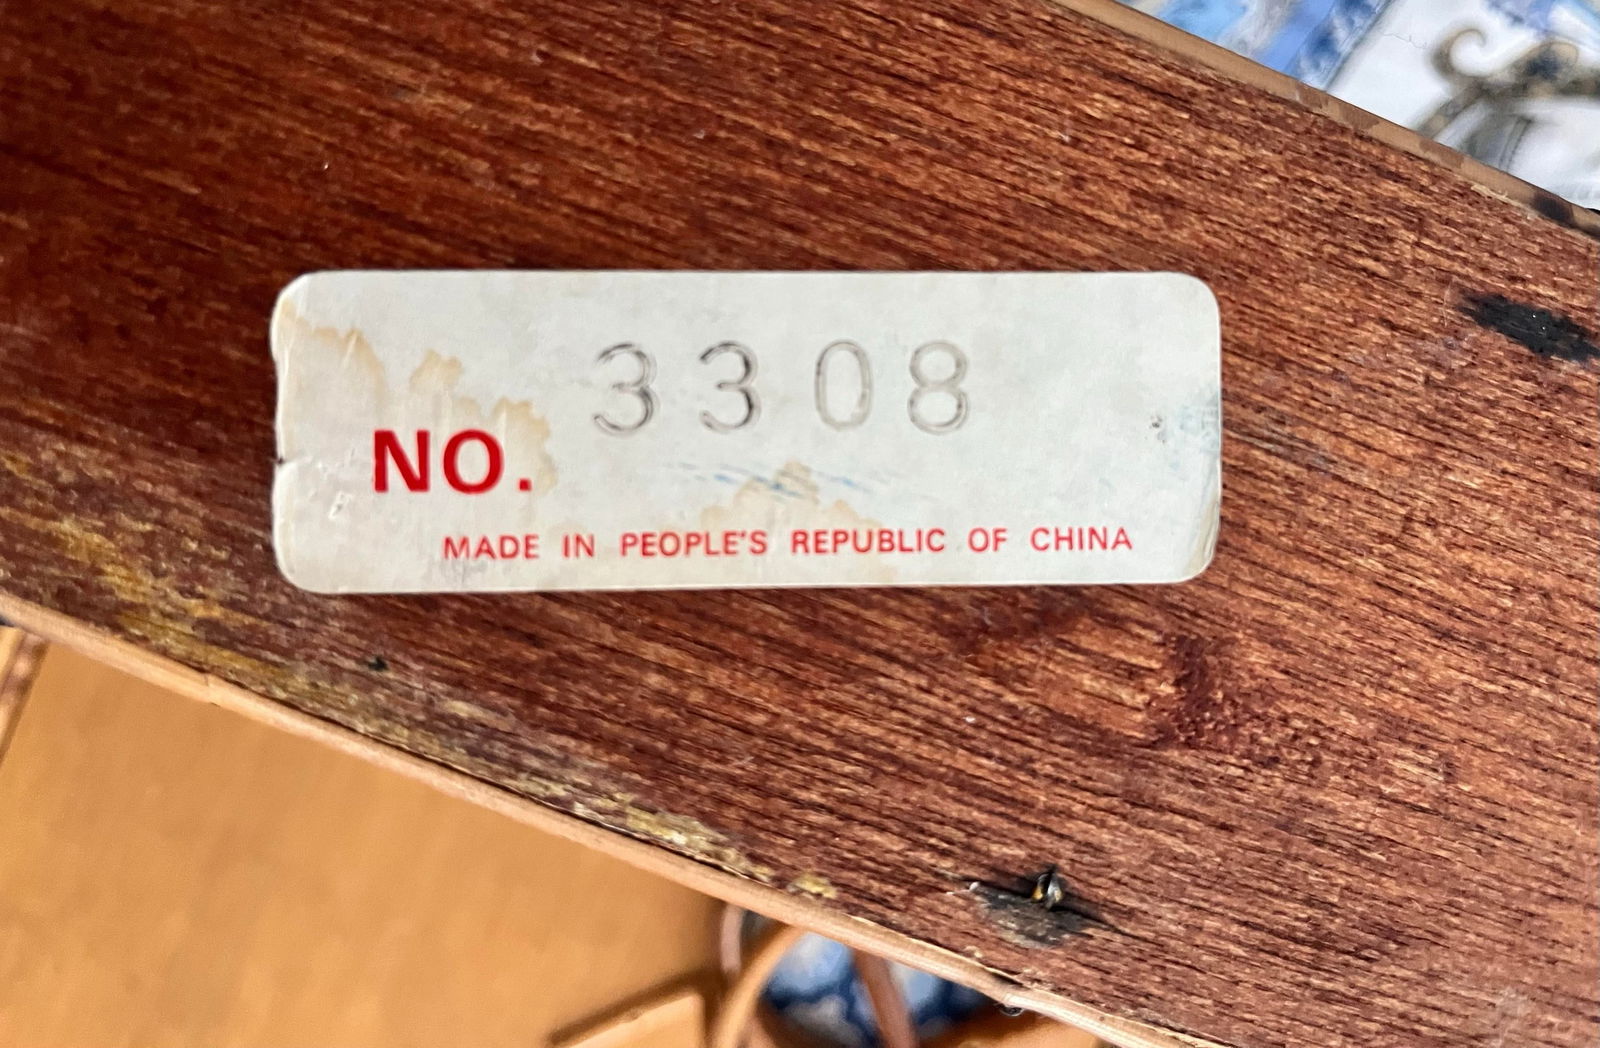 3308
NO.
MADE IN PEOPLE'S REPUBLIC OF CHINA